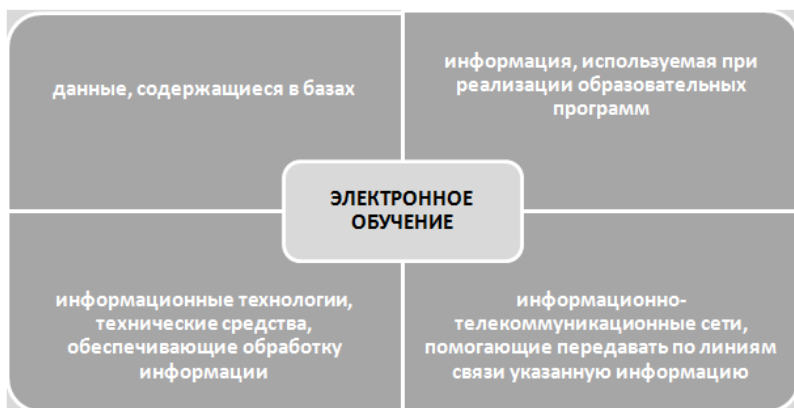 данные, содержащиеся в базах
информация, используемая при
реализации образовательных
программ
ЭЛЕКТРОННОЕ
ОБУЧЕНИЕ
информационные технологии,
технические средства,
обеспечивающие обработку
информации
информационно-
телекоммуникационные сети,
помогающие передавать по линиям
связи указанную информацию